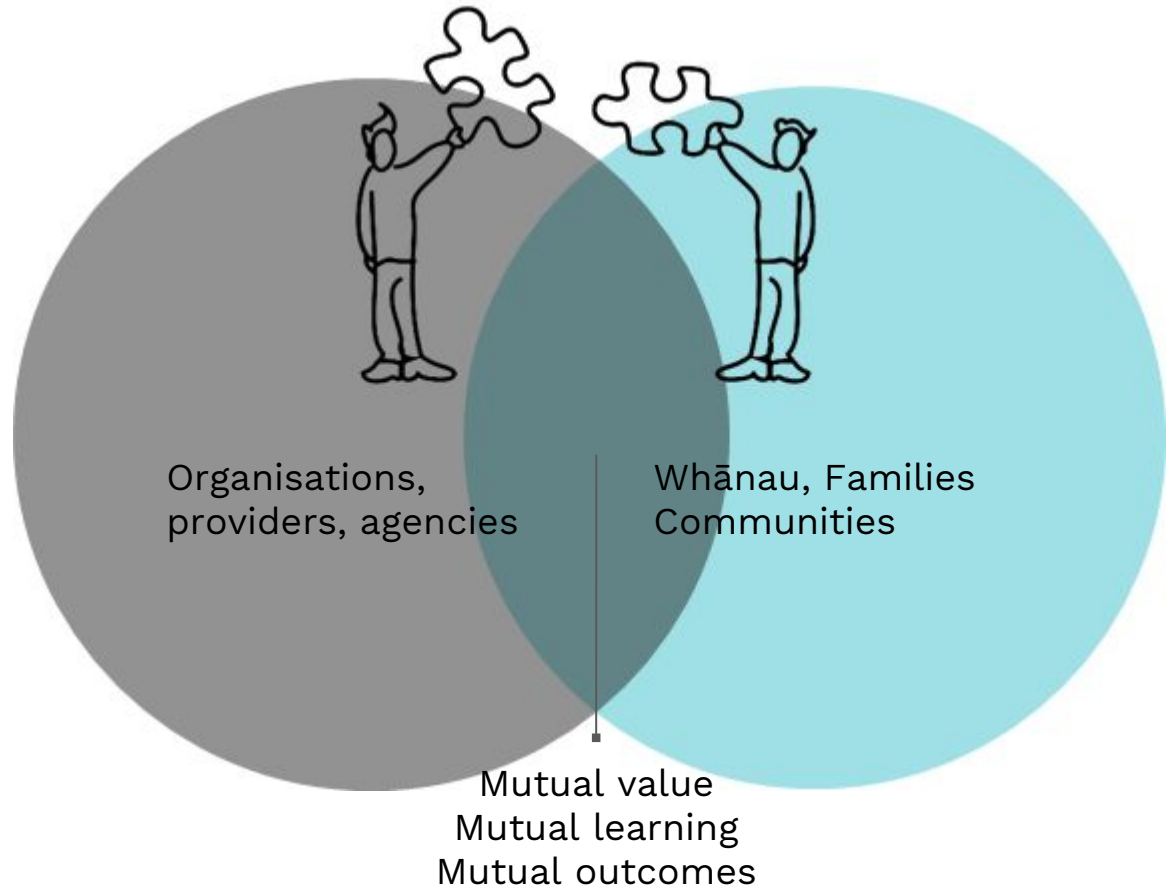 Organisations,
providers, agencies
Whānau, Families
Communities
Mutual value
Mutual learning
Mutual outcomes